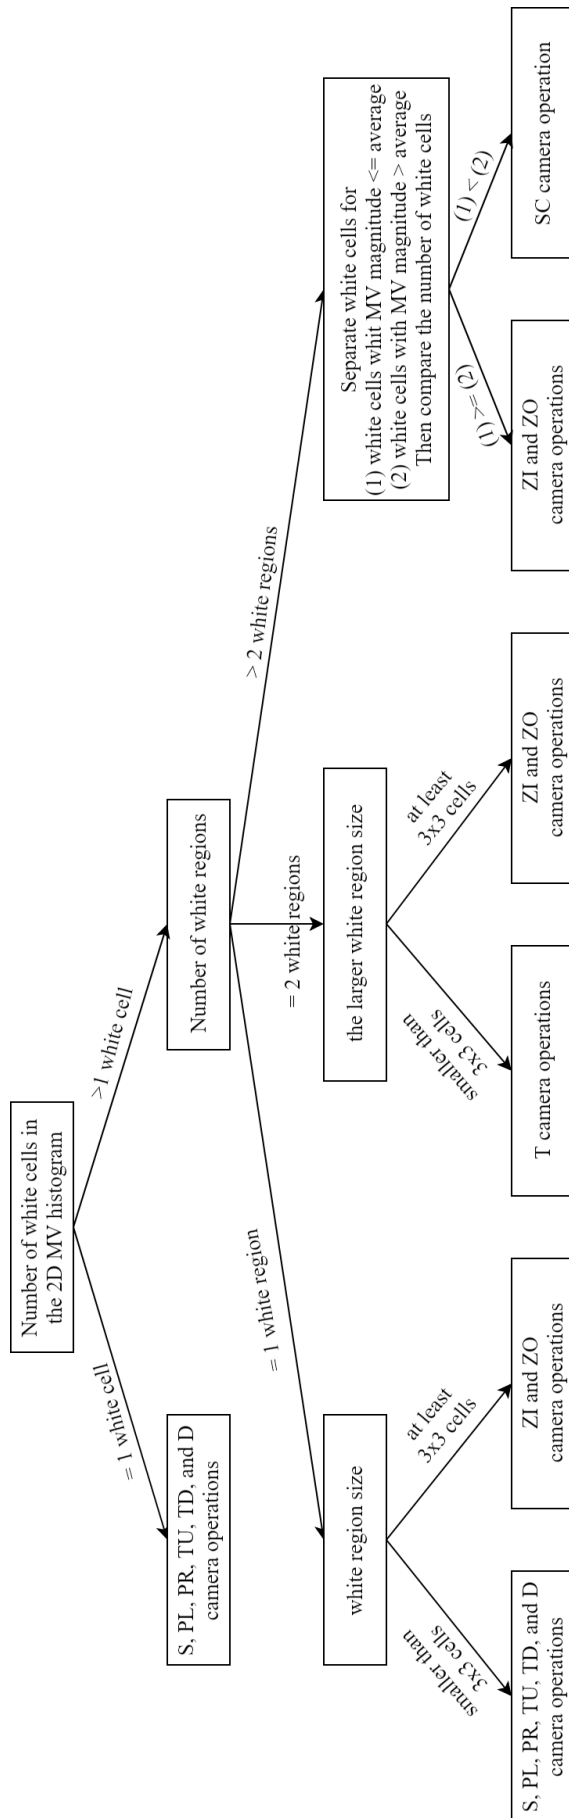 Number of white cells in
the 2D MV histogram
= 1 white cell
>1 white cell
S, PL, PR, TU, TD, and D
camera operations
Number of white regions
= 1 white region
= 2 white regions
> 2 white regions
white region size
the larger white region size
Separate white cells for
(1) white cells whit MV magnitude <= average
(2) white cells with MV magnitude > average
Then compare the number of white cells
smaller than
3x3 cells
at least
3x3 cells
smaller than
3x3 cells
at least
3x3 cells
(1) >= (2)
(1) < (2)
S, PL, PR, TU, TD, and D
camera operations
ZI and ZO
camera operations
T camera operations
ZI and ZO
camera operations
ZI and ZO
camera operations
SC camera operation